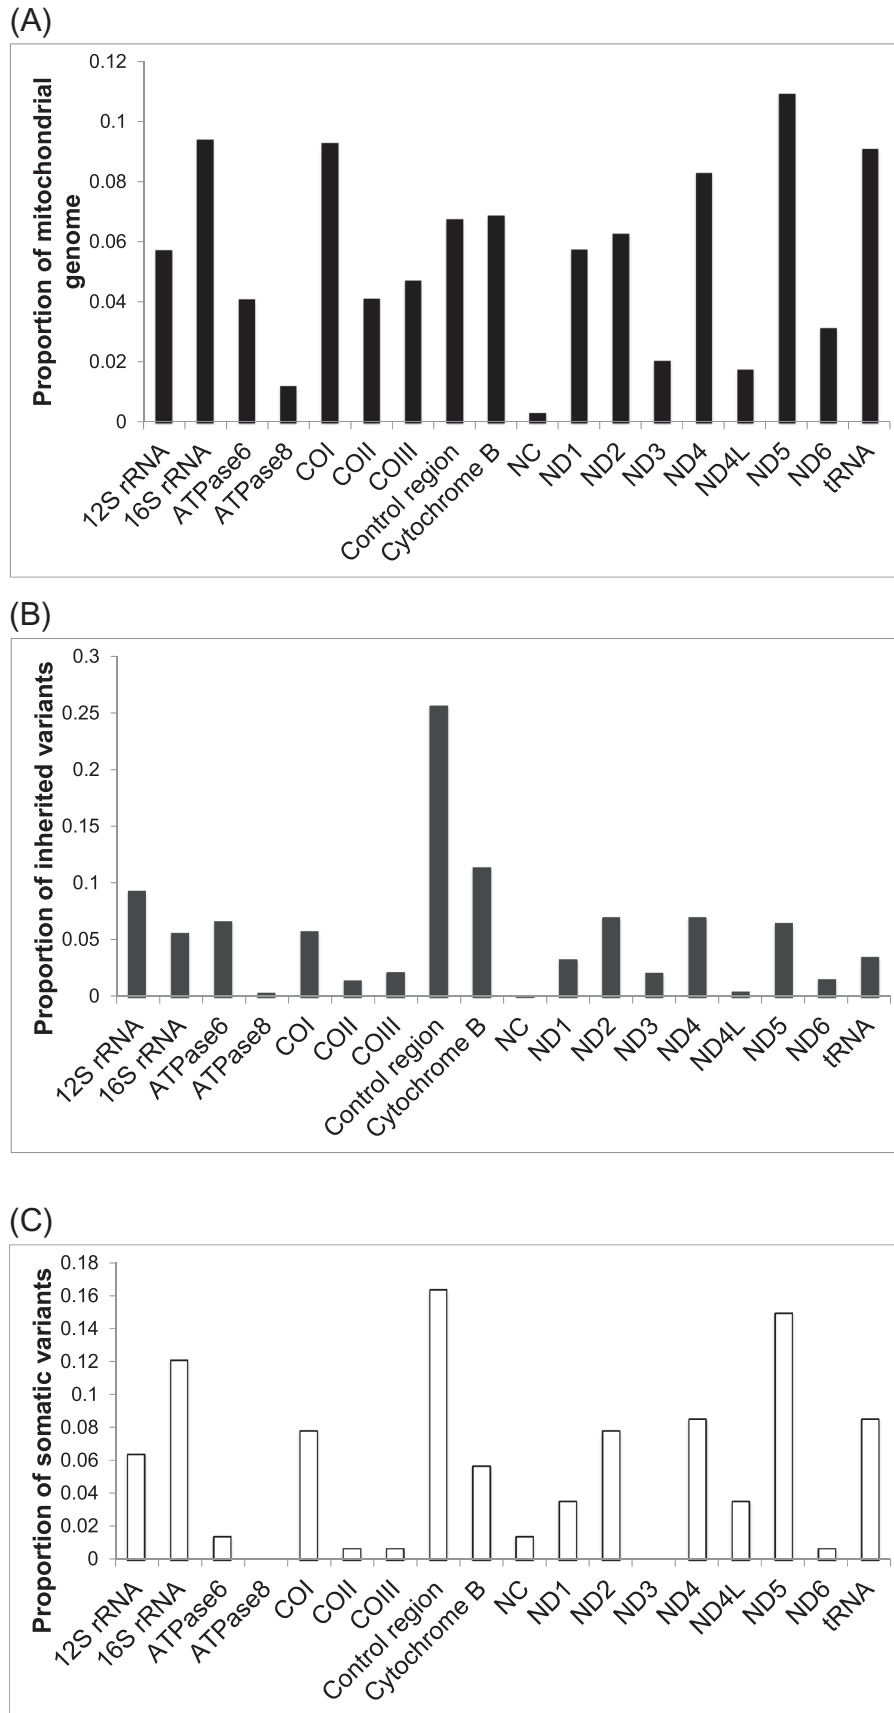 (A)
Proportion of mitochondrial
genome
0.12
0.1
0.08
0.06
0.04
0.02
0
12S rRNA
16S rRNA
ATPase6
ATPase8
COI
COII
COIII
Control region
Cytochrome B
NC
ND1
ND2
ND3
ND4
ND4L
ND5
ND6
tRNA
(B)
Proportion of inherited variants
0.3
0.25
0.2
0.15
0.1
0.05
0
12S rRNA
16S rRNA
ATPase6
ATPase8
COI
COII
COIII
Control region
Cytochrome B
NC
ND1
ND2
ND3
ND4
ND4L
ND5
ND6
tRNA
(C)
Proportion of somatic variants
0.18
0.16
0.14
0.12
0.1
0.08
0.06
0.04
0.02
0
12S rRNA
16S rRNA
ATPase6
ATPase8
COI
COII
COIII
Control region
Cytochrome B
NC
ND1
ND2
ND3
ND4
ND4L
ND5
ND6
tRNA